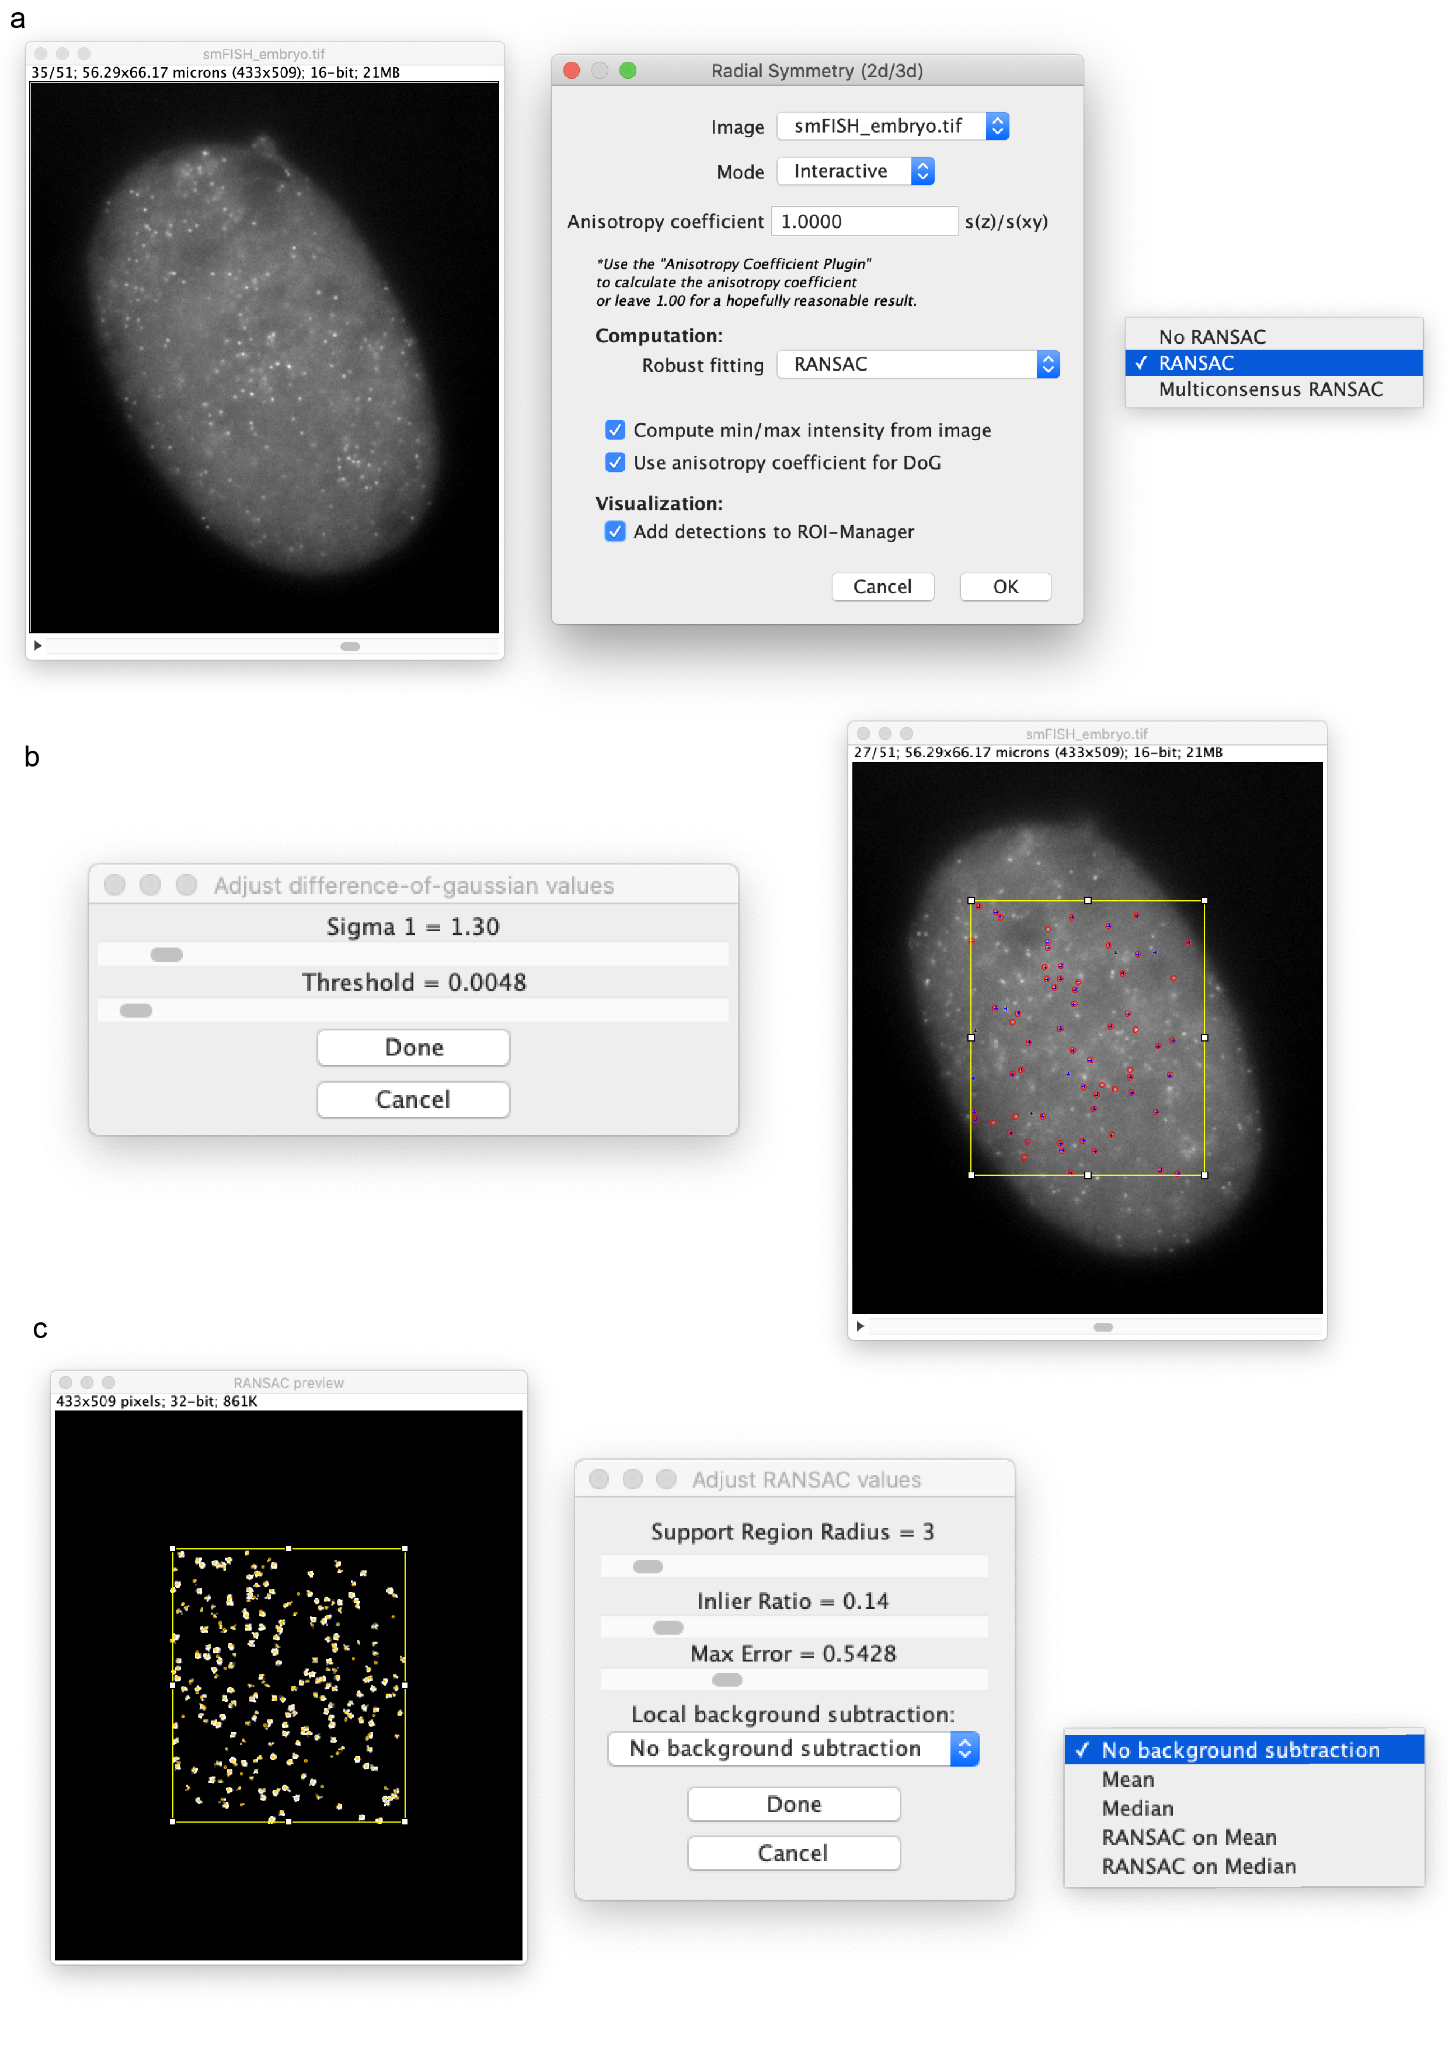 a
smFISH_embryo.tif
35/51; 56.29x66.17 microns (433x509); 16-bit; 21MB
Radial Symmetry (2d/3d)
Image smFISH_embryo.tif
Mode Interactive
Anisotropy coefficient 1.0000 s(z)/s(xy)
*Use the "Anisotropy Coefficient Plugin"
to calculate the anisotropy coefficient
or leave 1.00 for a hopefully reasonable result.
Computation:
Robust fitting RANSAC
Compute min/max intensity from image
Use anisotropy coefficient for DoG
Visualization:
Add detections to ROI-Manager
Cancel OK
No RANSAC
✓ RANSAC
Multiconsensus RANSAC
b
Adjust difference-of-gaussian values
Sigma 1 = 1.30
Threshold = 0.0048
Done
Cancel
smFISH_embryo.tif
27/51; 56.29x66.17 microns (433x509); 16-bit; 21MB
c
RANSAC preview
433x509 pixels; 32-bit; 861K
Adjust RANSAC values
Support Region Radius = 3
Inlier Ratio = 0.14
Max Error = 0.5428
Local background subtraction:
No background subtraction
Done
Cancel
✓ No background subtraction
Mean
Median
RANSAC on Mean
RANSAC on Median